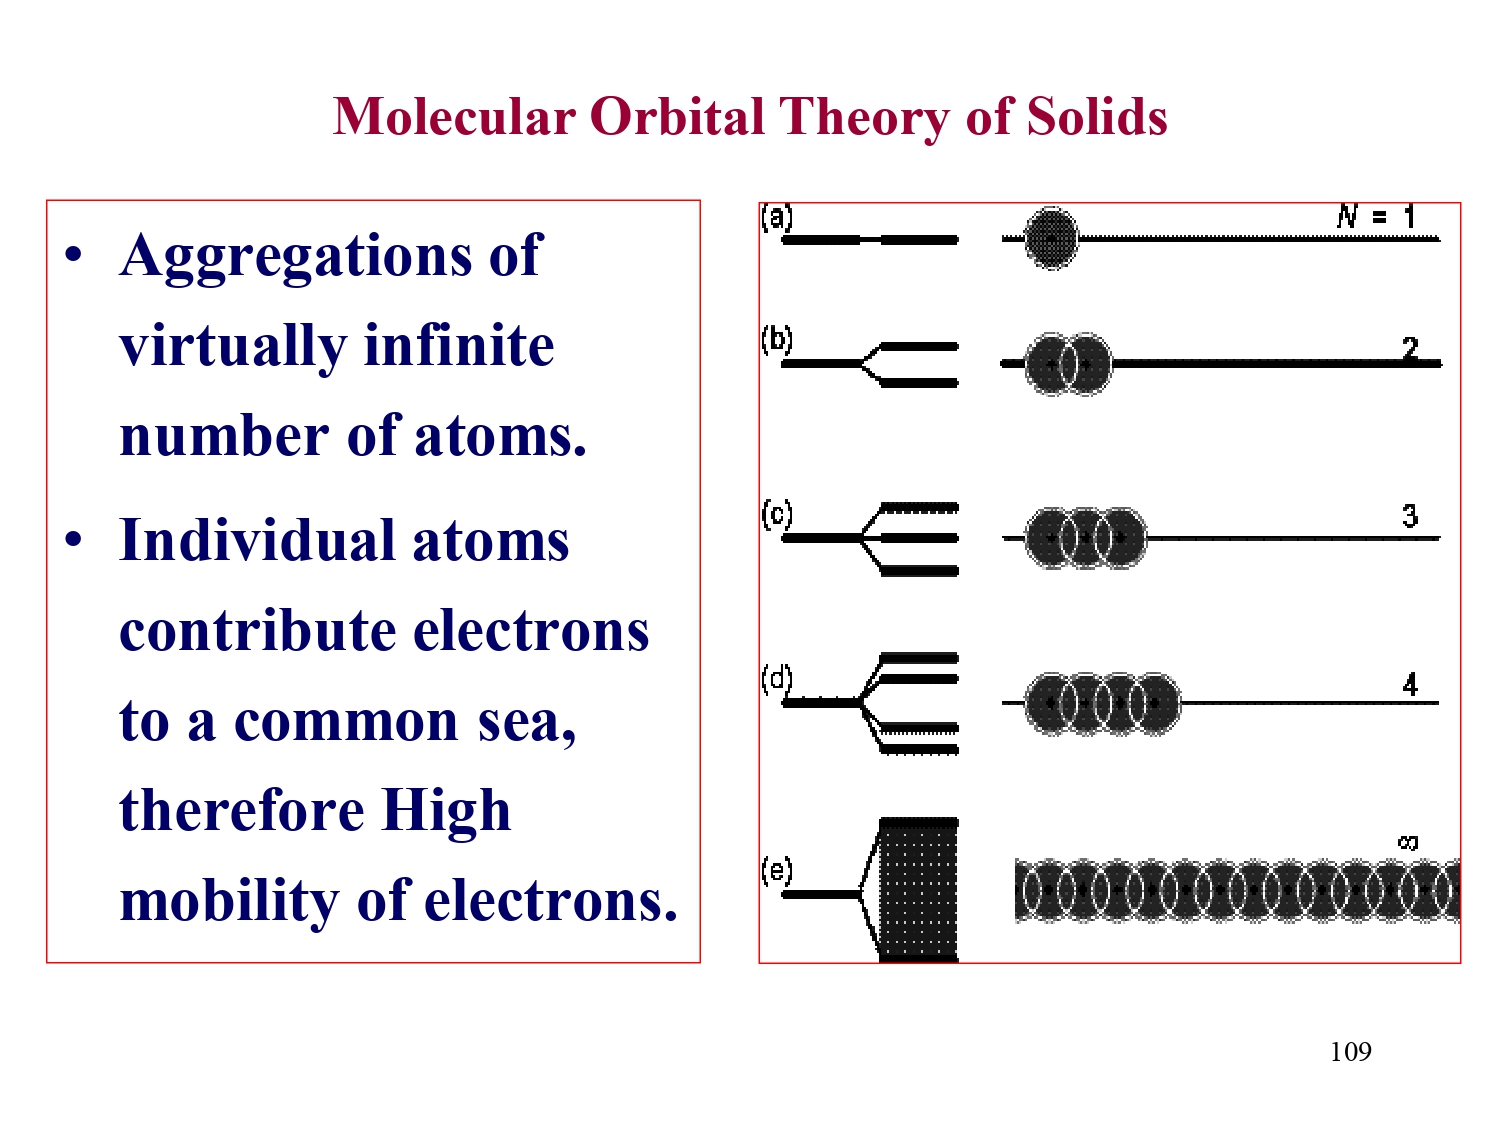 Molecular Orbital Theory of Solids
• Aggregations of
virtually infinite
number of atoms.
• Individual atoms
contribute electrons
to a common sea,
therefore High
mobility of electrons.
(a) N = 1
(b) 2
(c) 3
(d) 4
(e) ∞
109